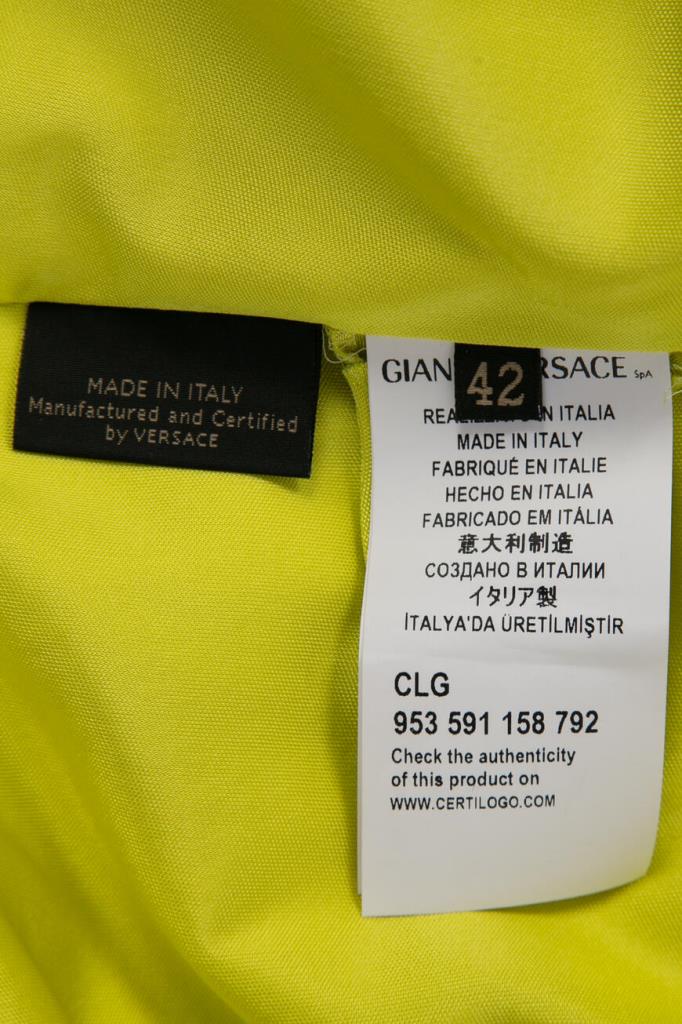 MADE IN ITALY
Manufactured and Certified
by VERSACE
42
GIAN RSACE SpA
IN ITALIA
MADE IN ITALY
FABRIQUÉ EN ITALIE
HECHO EN ITALIA
FABRICADO EM ITÁLIA
意大利制造
СОЗДАНО В ИТАЛИИ
イタリア製
İTALYA'DA ÜRETİLMİŞTİR
CLG
953 591 158 792
Check the authenticity
of this product on
WWW.CERTILOGO.COM